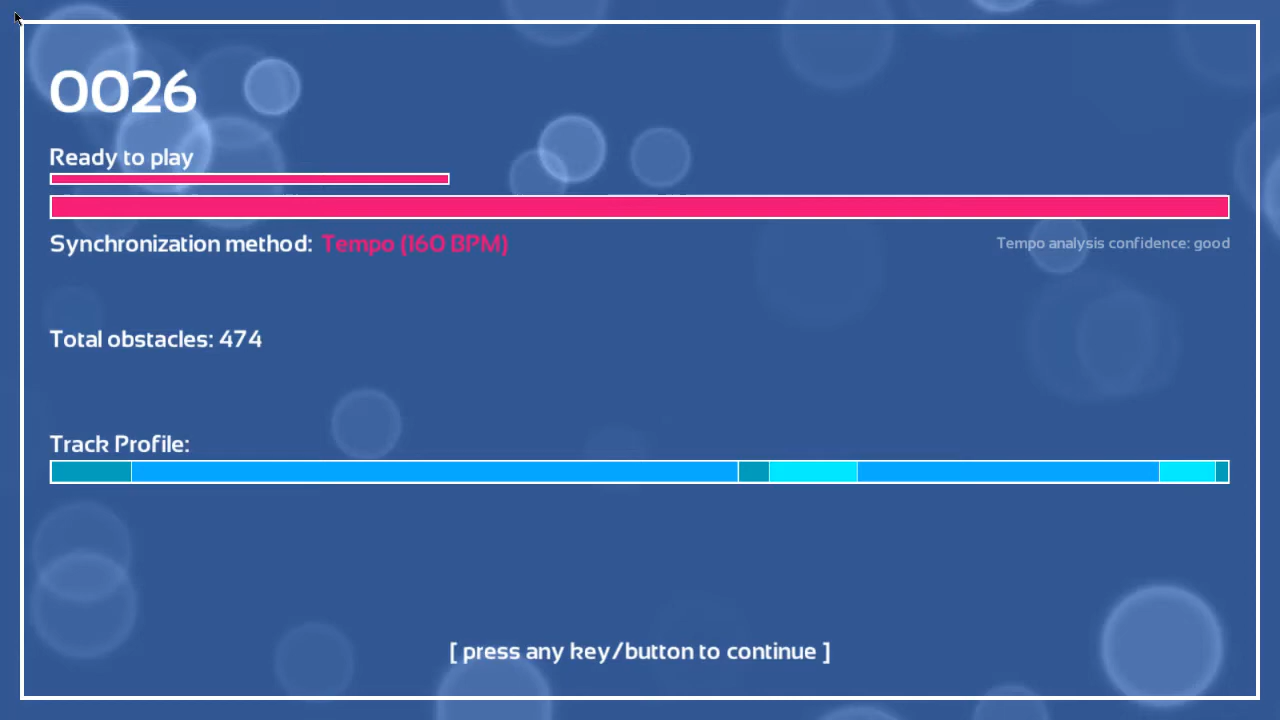 0026
Ready to play
Synchronization method: Tempo (160 BPM)
Tempo analysis confidence: good
Total obstacles: 474
Track Profile:
[ press any key/button to continue ]